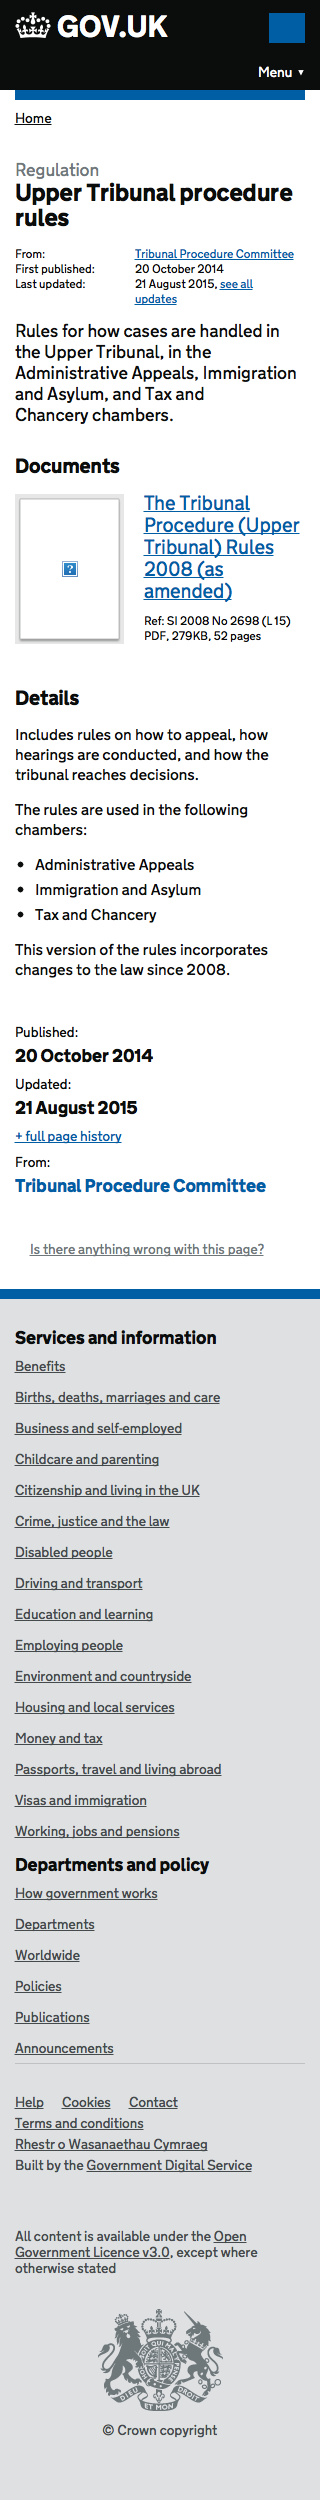 GOV.UK
Menu ▼
Home
Regulation
Upper Tribunal procedure
rules
From: Tribunal Procedure Committee
First published: 20 October 2014
Last updated: 21 August 2015, see all
updates
Rules for how cases are handled in
the Upper Tribunal, in the
Administrative Appeals, Immigration
and Asylum, and Tax and
Chancery chambers.
Documents
?
The Tribunal
Procedure (Upper
Tribunal) Rules
2008 (as
amended)
Ref: SI 2008 No 2698 (L 15)
PDF, 279KB, 52 pages
Details
Includes rules on how to appeal, how
hearings are conducted, and how the
tribunal reaches decisions.
The rules are used in the following
chambers:
• Administrative Appeals
• Immigration and Asylum
• Tax and Chancery
This version of the rules incorporates
changes to the law since 2008.
Published:
20 October 2014
Updated:
21 August 2015
+ full page history
From:
Tribunal Procedure Committee
Is there anything wrong with this page?
Services and information
Benefits
Births, deaths, marriages and care
Business and self-employed
Childcare and parenting
Citizenship and living in the UK
Crime, justice and the law
Disabled people
Driving and transport
Education and learning
Employing people
Environment and countryside
Housing and local services
Money and tax
Passports, travel and living abroad
Visas and immigration
Working, jobs and pensions
Departments and policy
How government works
Departments
Worldwide
Policies
Publications
Announcements
Help Cookies Contact
Terms and conditions
Rhestr o Wasanaethau Cymraeg
Built by the Government Digital Service
All content is available under the Open
Government Licence v3.0, except where
otherwise stated
DIEU ET MON DROIT
© Crown copyright